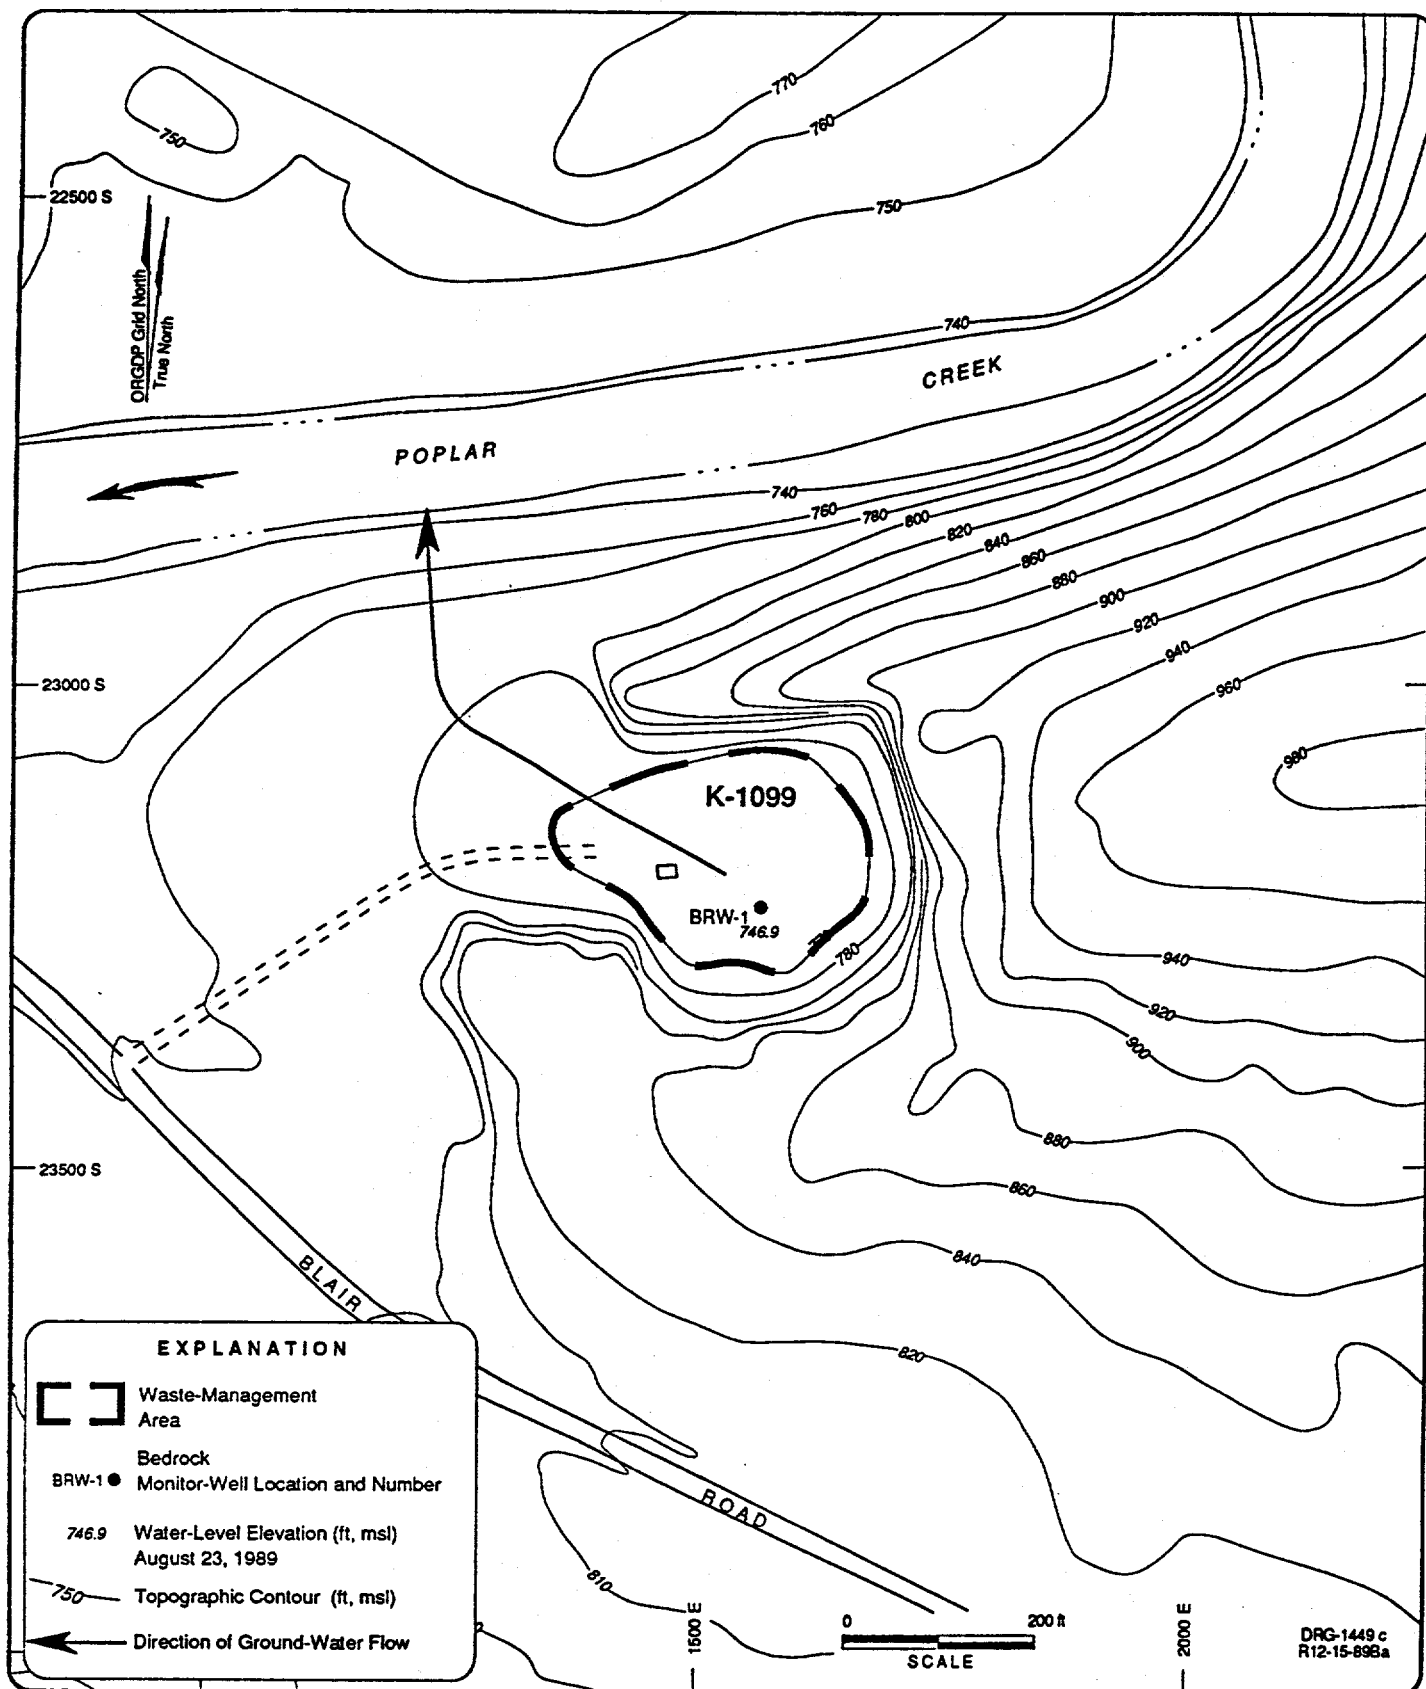 770
760
750
22500 S
750
ORGDP Grid North
True North
740
CREEK
POPLAR
740
760
780
800
820
840
860
880
900
920
940
960
980
23000 S
K-1099
BRW-1
746.9
780
940
920
900
880
860
840
820
810
23500 S
BLAIR
ROAD
EXPLANATION
Waste-Management
Area
Bedrock
BRW-1 Monitor-Well Location and Number
746.9 Water-Level Elevation (ft, msl)
August 23, 1989
750 Topographic Contour (ft, msl)
Direction of Ground-Water Flow
1500 E
0 200 ft
SCALE
2000 E
DRG-1449 c